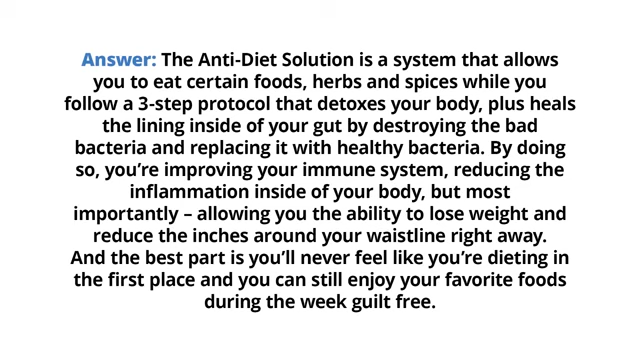 Answer: The Anti-Diet Solution is a system that allows
you to eat certain foods, herbs and spices while you
follow a 3-step protocol that detoxes your body, plus heals
the lining inside of your gut by destroying the bad
bacteria and replacing it with healthy bacteria. By doing
so, you’re improving your immune system, reducing the
inflammation inside of your body, but most
importantly – allowing you the ability to lose weight and
reduce the inches around your waistline right away.
And the best part is you’ll never feel like you’re dieting in
the first place and you can still enjoy your favorite foods
during the week guilt free.